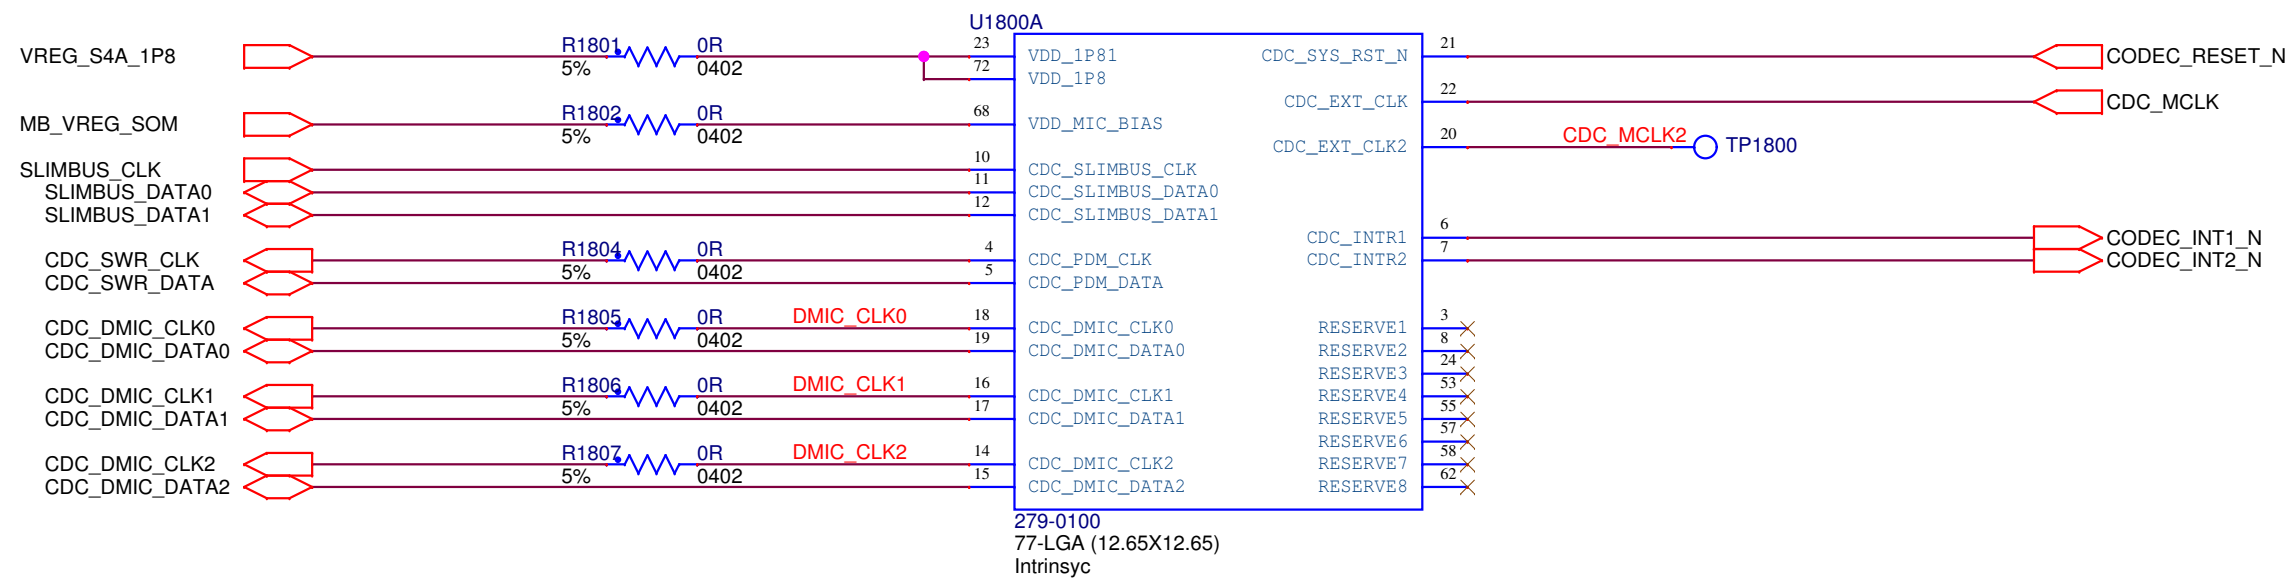 U1800A
VREG_S4A_1P8 R1801 0R 23 VDD_1P81 CDC_SYS_RST_N 21 CODEC_RESET_N
5% 0402 72 VDD_1P8
CDC_EXT_CLK 22 CDC_MCLK
MB_VREG_SOM R1802 0R 68 VDD_MIC_BIAS
5% 0402
CDC_EXT_CLK2 20 CDC_MCLK2 TP1800
SLIMBUS_CLK 10 CDC_SLIMBUS_CLK
SLIMBUS_DATA0 11 CDC_SLIMBUS_DATA0
SLIMBUS_DATA1 12 CDC_SLIMBUS_DATA1
CDC_INTR1 6 CODEC_INT1_N
CDC_SWR_CLK R1804 0R 4 CDC_PDM_CLK CDC_INTR2 7 CODEC_INT2_N
5% 0402
CDC_SWR_DATA 5 CDC_PDM_DATA
CDC_DMIC_CLK0 R1805 0R DMIC_CLK0 18 CDC_DMIC_CLK0 RESERVE1 3
5% 0402
CDC_DMIC_DATA0 19 CDC_DMIC_DATA0 RESERVE2 8
RESERVE3 24
CDC_DMIC_CLK1 R1806 0R DMIC_CLK1 16 CDC_DMIC_CLK1 RESERVE4 53
5% 0402
CDC_DMIC_DATA1 17 CDC_DMIC_DATA1 RESERVE5 55
RESERVE6 57
CDC_DMIC_CLK2 R1807 0R DMIC_CLK2 14 CDC_DMIC_CLK2 RESERVE7 58
5% 0402
CDC_DMIC_DATA2 15 CDC_DMIC_DATA2 RESERVE8 62
279-0100
77-LGA (12.65X12.65)
Intrinsyc